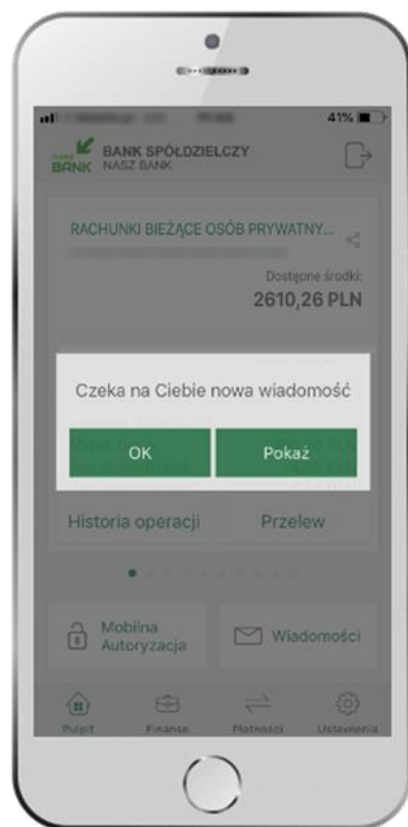 41%
nasz BANK
BANK SPÓŁDZIELCZY
NASZ BANK
RACHUNKI BIEŻĄCE OSÓB PRYWATNY...
Dostępne środki:
2610,26 PLN
Czeka na Ciebie nowa wiadomość
OK
Pokaż
Historia operacji
Przelew
Mobilna
Autoryzacja
Wiadomości
Pulpit
Finanse
Płatności
Ustawienia